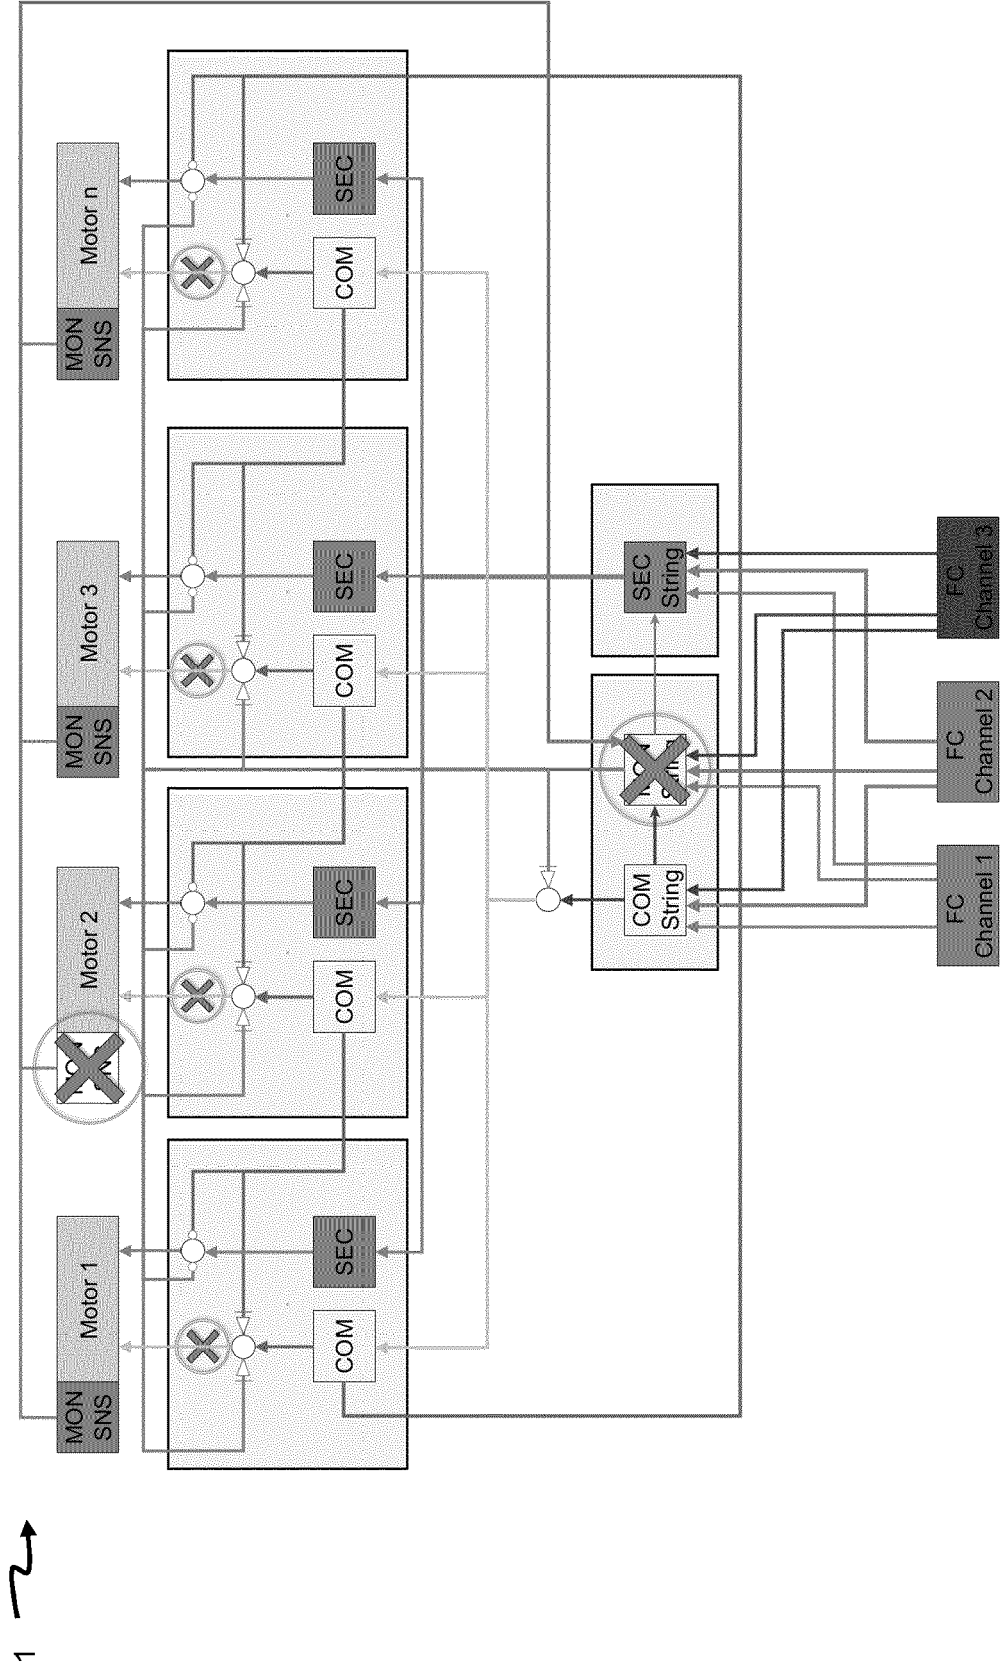 1
MON
SNS
Motor 1
Motor 2
MON
SNS
Motor 3
MON
SNS
Motor n
COM
SEC
COM
SEC
COM
SEC
COM
SEC
COM
String
SEC
String
FC
Channel 1
FC
Channel 2
FC
Channel 3